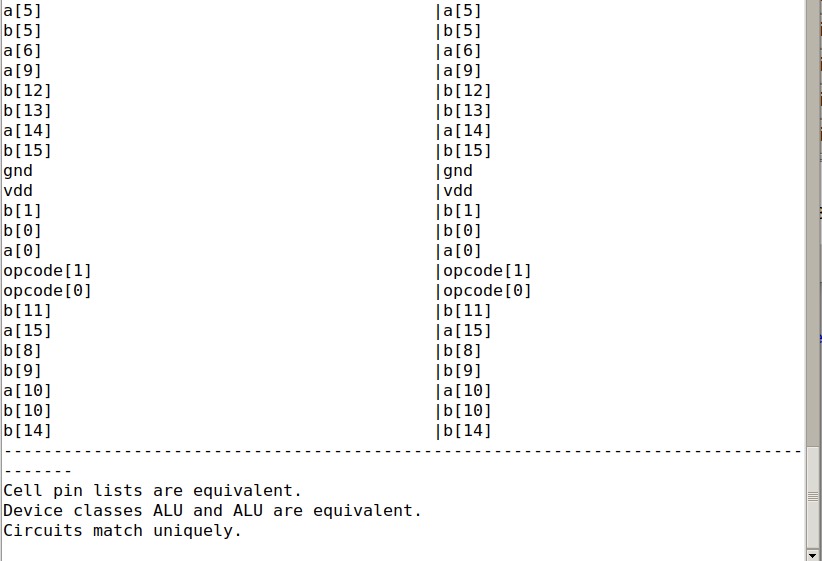 a[5] |a[5]
b[5] |b[5]
a[6] |a[6]
a[9] |a[9]
b[12] |b[12]
b[13] |b[13]
a[14] |a[14]
b[15] |b[15]
gnd |gnd
vdd |vdd
b[1] |b[1]
b[0] |b[0]
a[0] |a[0]
opcode[1] |opcode[1]
opcode[0] |opcode[0]
b[11] |b[11]
a[15] |a[15]
b[8] |b[8]
b[9] |b[9]
a[10] |a[10]
b[10] |b[10]
b[14] |b[14]
--------------------------------------------------------------------------------
-------
Cell pin lists are equivalent.
Device classes ALU and ALU are equivalent.
Circuits match uniquely.